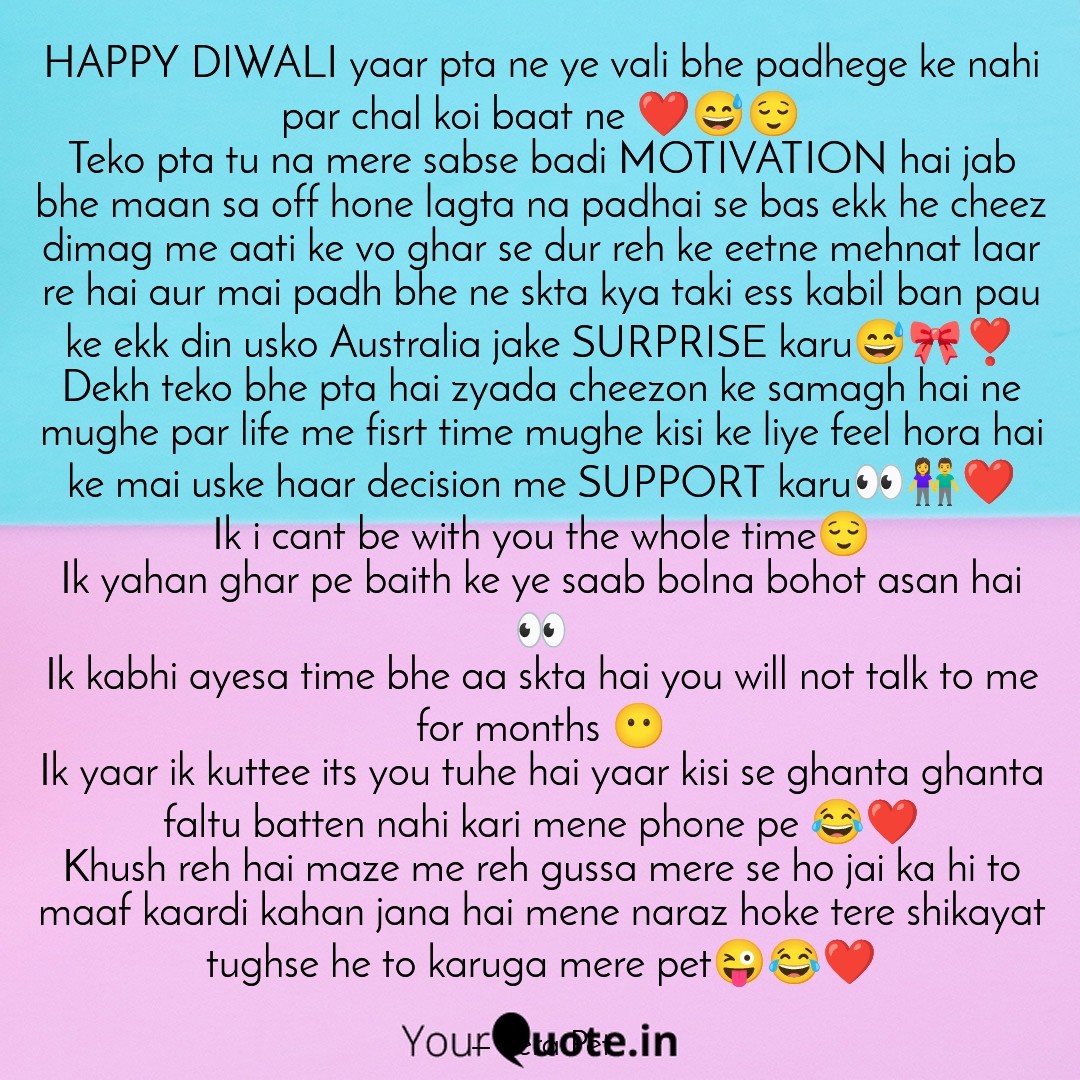 HAPPY DIWALI yaar pta ne ye vali bhe padhege ke nahi
par chal koi baat ne ❤️😅😌
Teko pta tu na mere sabse badi MOTIVATION hai jab
bhe maan sa off hone lagta na padhai se bas ekk he cheez
dimag me aati ke vo ghar se dur reh ke eetne mehnat laar
re hai aur mai padh bhe ne skta kya taki ess kabil ban pau
ke ekk din usko Australia jake SURPRISE karu😅🎀❣️
Dekh teko bhe pta hai zyada cheezon ke samagh hai ne
mughe par life me fisrt time mughe kisi ke liye feel hora hai
ke mai uske haar decision me SUPPORT karu👀👫❤️
Ik i cant be with you the whole time😌
Ik yahan ghar pe baith ke ye saab bolna bohot asan hai
👀
Ik kabhi ayesa time bhe aa skta hai you will not talk to me
for months 😶
Ik yaar ik kuttee its you tuhe hai yaar kisi se ghanta ghanta
faltu batten nahi kari mene phone pe 😂❤️
Khush reh hai maze me reh gussa mere se ho jai ka hi to
maaf kaardi kahan jana hai mene naraz hoke tere shikayat
tughse he to karuga mere pet😜😂❤️
YourQuote.in